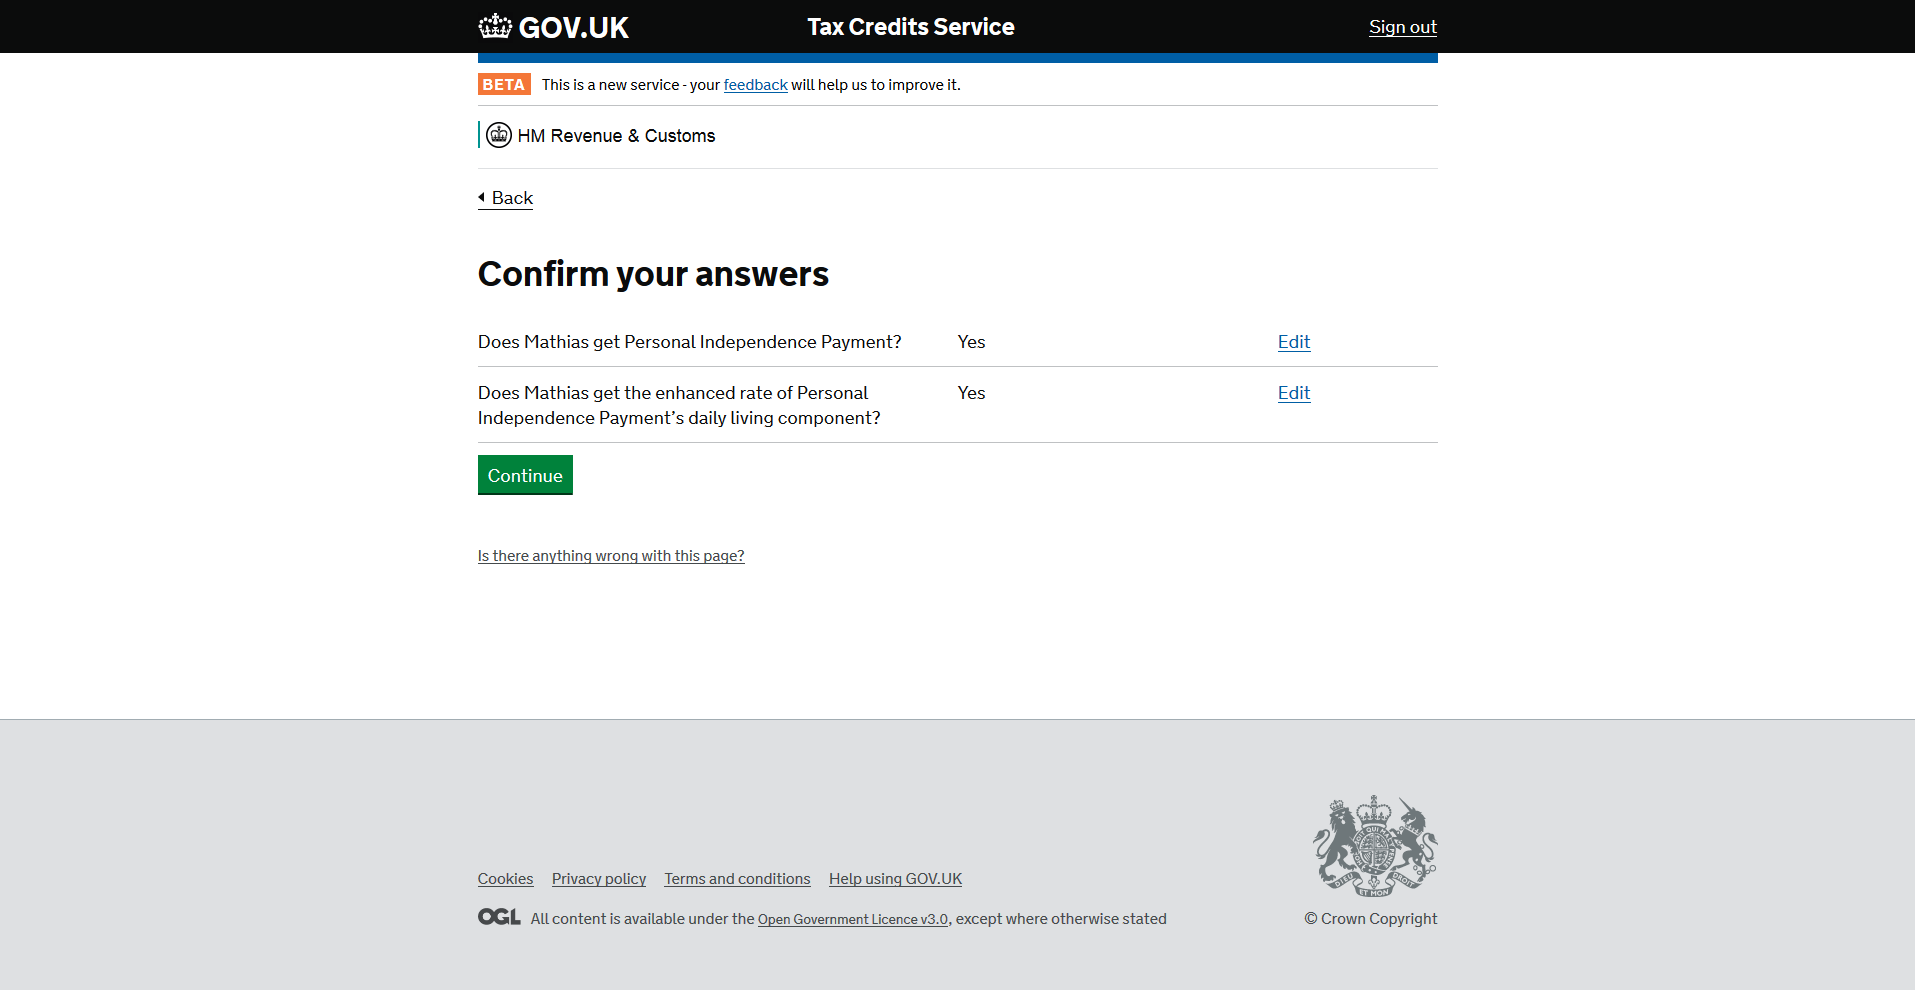 GOV.UK Tax Credits Service Sign out
BETA This is a new service - your feedback will help us to improve it.
HM Revenue & Customs
Back
Confirm your answers
Does Mathias get Personal Independence Payment? Yes Edit
Does Mathias get the enhanced rate of Personal Yes Edit
Independence Payment’s daily living component?
Continue
Is there anything wrong with this page?
Cookies Privacy policy Terms and conditions Help using GOV.UK
OGL All content is available under the Open Government Licence v3.0, except where otherwise stated
DIEU ET MON DROIT
© Crown Copyright